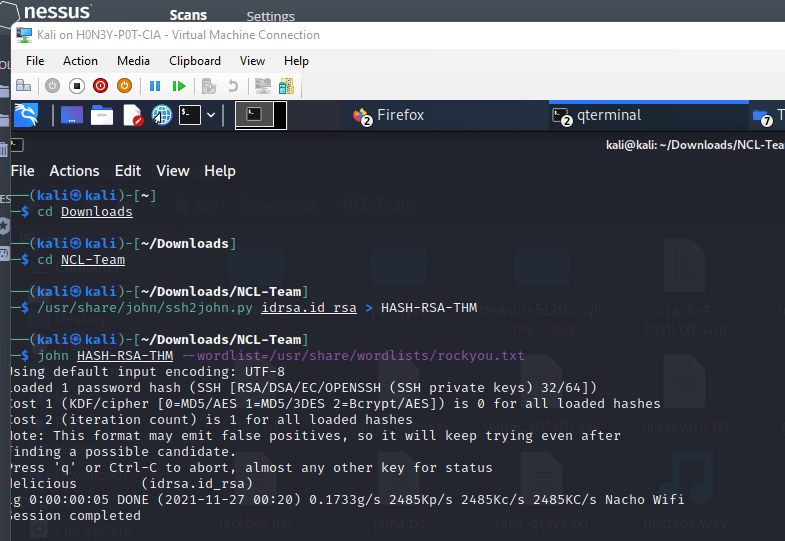 nessus
Scans
Settings
Kali on H0N3Y-P0T-CIA - Virtual Machine Connection
File Action Media Clipboard View Help
2 Firefox
2 qterminal
7 T
kali@kali: ~/Downloads/NCL-Tea
File Actions Edit View Help
(kali㉿kali)-[~]
$ cd Downloads
(kali㉿kali)-[~/Downloads]
$ cd NCL-Team
(kali㉿kali)-[~/Downloads/NCL-Team]
$ /usr/share/john/ssh2john.py idrsa.id_rsa > HASH-RSA-THM
(kali㉿kali)-[~/Downloads/NCL-Team]
$ john HASH-RSA-THM --wordlist=/usr/share/wordlists/rockyou.txt
Using default input encoding: UTF-8
Loaded 1 password hash (SSH [RSA/DSA/EC/OPENSSH (SSH private keys) 32/64])
Cost 1 (KDF/cipher [0=MD5/AES 1=MD5/3DES 2=Bcrypt/AES]) is 0 for all loaded hashes
Cost 2 (iteration count) is 1 for all loaded hashes
Note: This format may emit false positives, so it will keep trying even after
finding a possible candidate.
Press 'q' or Ctrl-C to abort, almost any other key for status
delicious (idrsa.id_rsa)
1g 0:00:00:05 DONE (2021-11-27 00:20) 0.1733g/s 2485Kp/s 2485Kc/s 2485KC/s Nacho Wifi
Session completed
kali Downloads NCL-Team
Desktop
treasure5120.cityin
the.cloud
.crack-4-
hesh.txt.swp
graveyard.txt
jackbox.har
jaina.txt
jana-grave.txt
mixtape.wav
File System